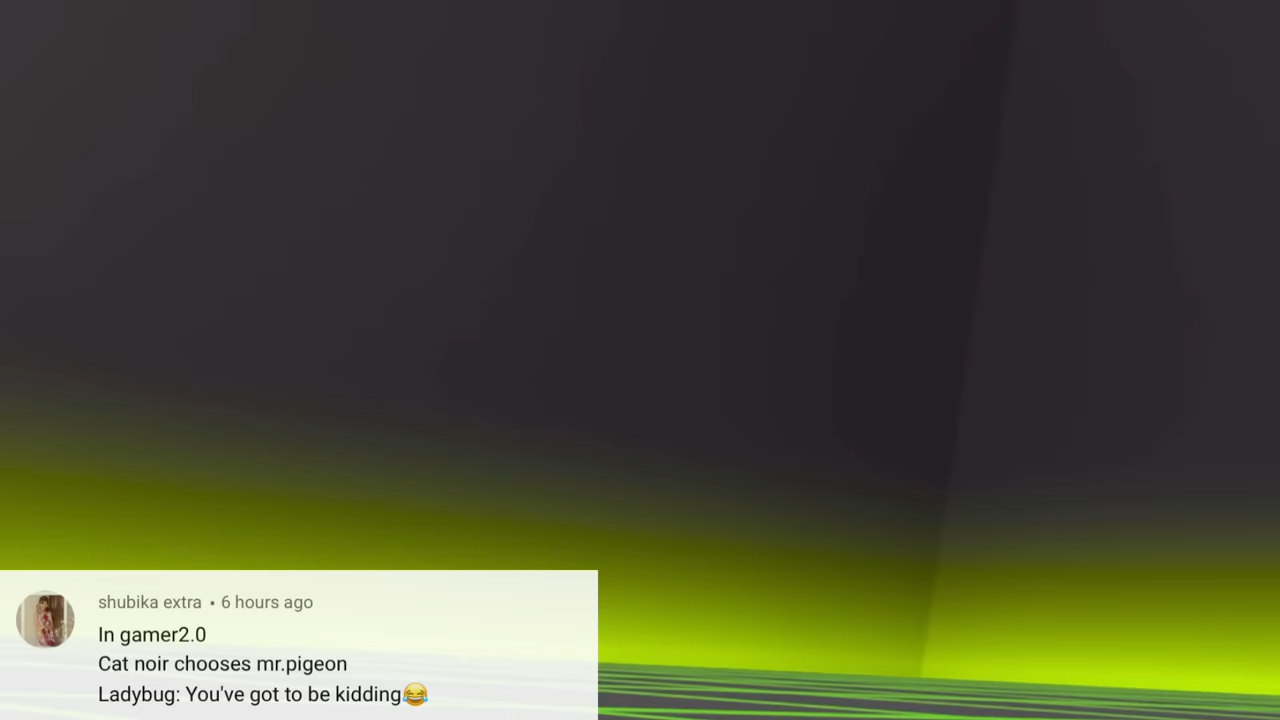 shubika extra • 6 hours ago
In gamer2.0
Cat noir chooses mr.pigeon
Ladybug: You've got to be kidding😂